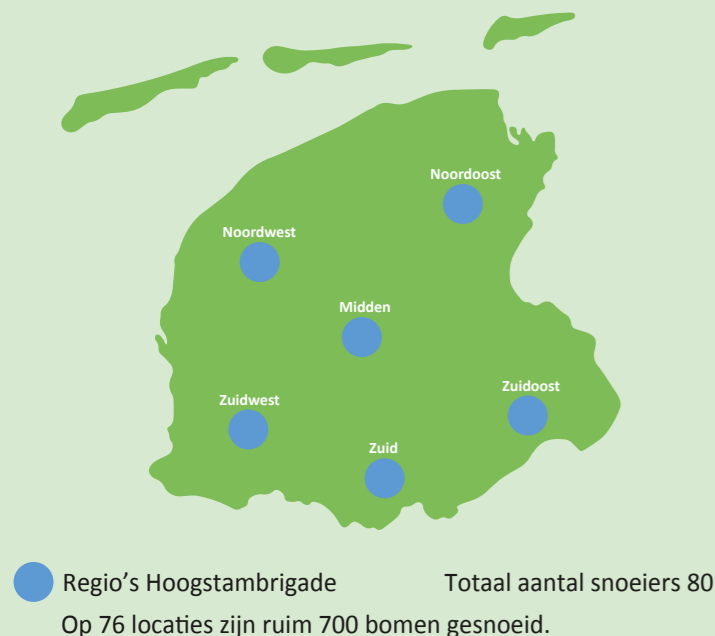 Noordoost
Noordwest
Midden
Zuidoost
Zuidwest
Zuid
Regio's Hoogstambrigade Totaal aantal snoeiers 80
Op 76 locaties zijn ruim 700 bomen gesnoeid.